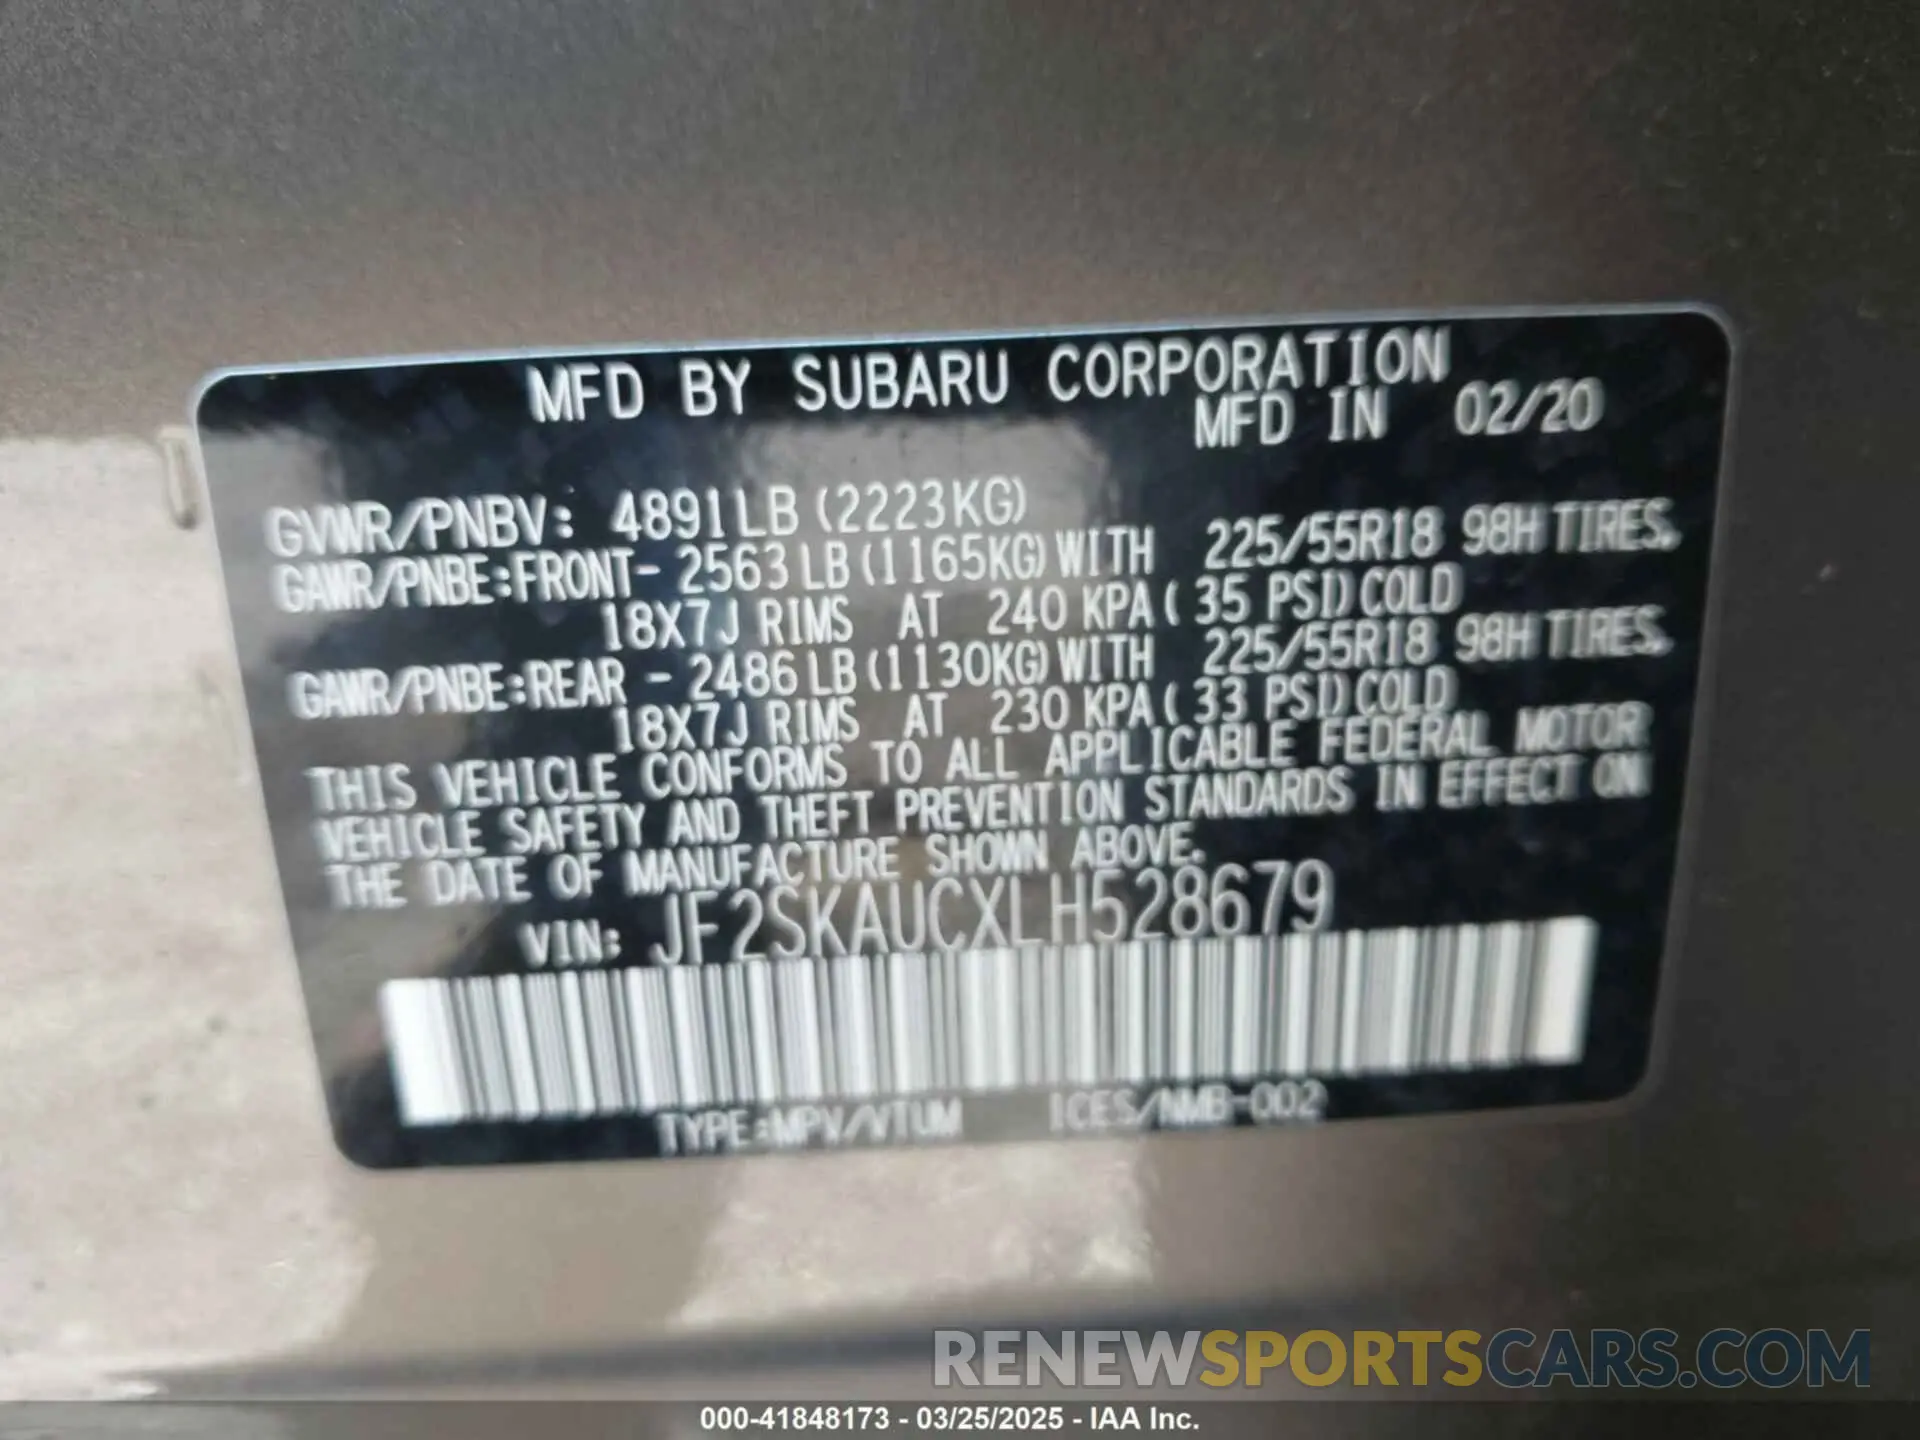 MFD BY SUBARU CORPORATION
MFD IN 02/20
GVWR/PNBV: 4891LB (2223KG)
GAWR/PNBE:FRONT- 2563LB(1165KG)WITH 225/55R18 98H TIRES,
18X7J RIMS AT 240 KPA( 35 PSI)COLD
GAWR/PNBE:REAR - 2486LB(1130KG)WITH 225/55R18 98H TIRES,
18X7J RIMS AT 230 KPA( 33 PSI)COLD
THIS VEHICLE CONFORMS TO ALL APPLICABLE FEDERAL MOTOR
VEHICLE SAFETY AND THEFT PREVENTION STANDARDS IN EFFECT ON
THE DATE OF MANUFACTURE SHOWN ABOVE.
VIN: JF2SKAUCXLH528679
TYPE:MPV/VTUM ICES/NMB-002
RENEWSPORTSCARS.COM
000-41848173 - 03/25/2025 - IAA Inc.